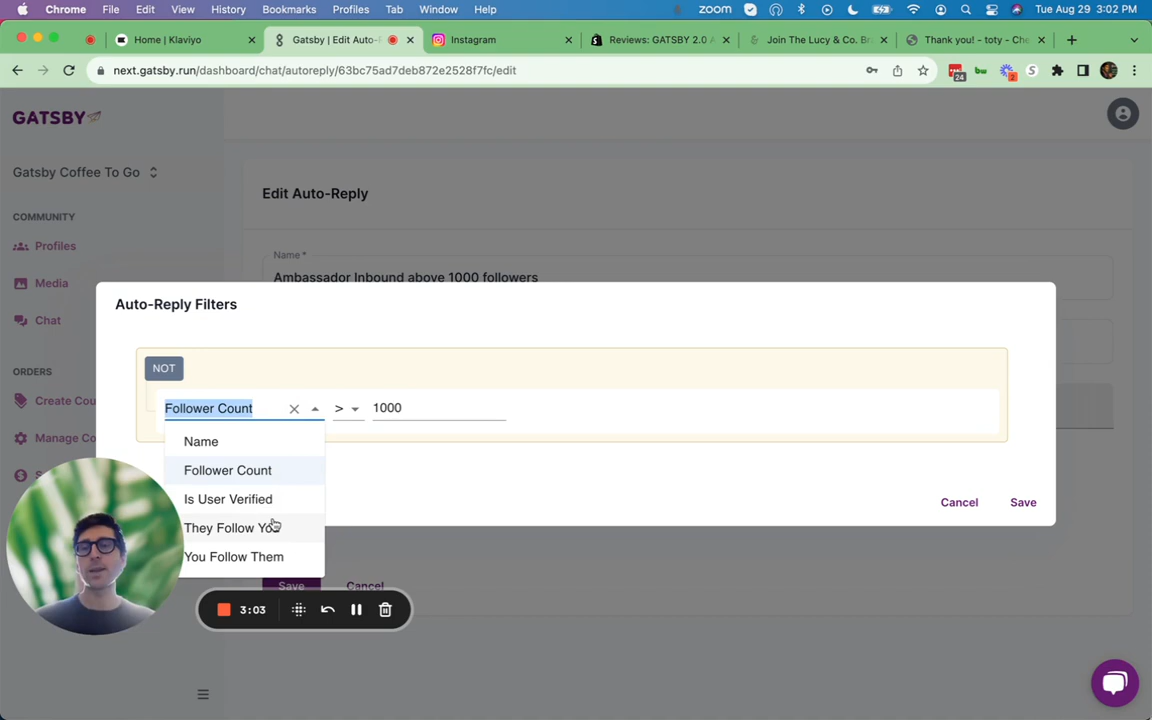 Chrome File Edit View History Bookmarks Profiles Tab Window Help zoom Tue Aug 29 3:02 PM
Home | Klaviyo Gatsby | Edit Auto- Instagram Reviews: GATSBY 2.0 A Join The Lucy & Co. Bra Thank you! – toty – Che
next.gatsby.run/dashboard/chat/autoreply/63bc75ad7deb872e2528f7fc/edit 24 2
GATSBY
Gatsby Coffee To Go
COMMUNITY
Profiles
Media
Chat
ORDERS
Create Cou
Manage Co
Edit Auto-Reply
Name *
Ambassador Inbound above 1000 followers
Auto-Reply Filters
NOT
Follower Count > 1000
Name
Follower Count
Is User Verified
They Follow You
You Follow Them
Cancel Save
Save Cancel
3:03